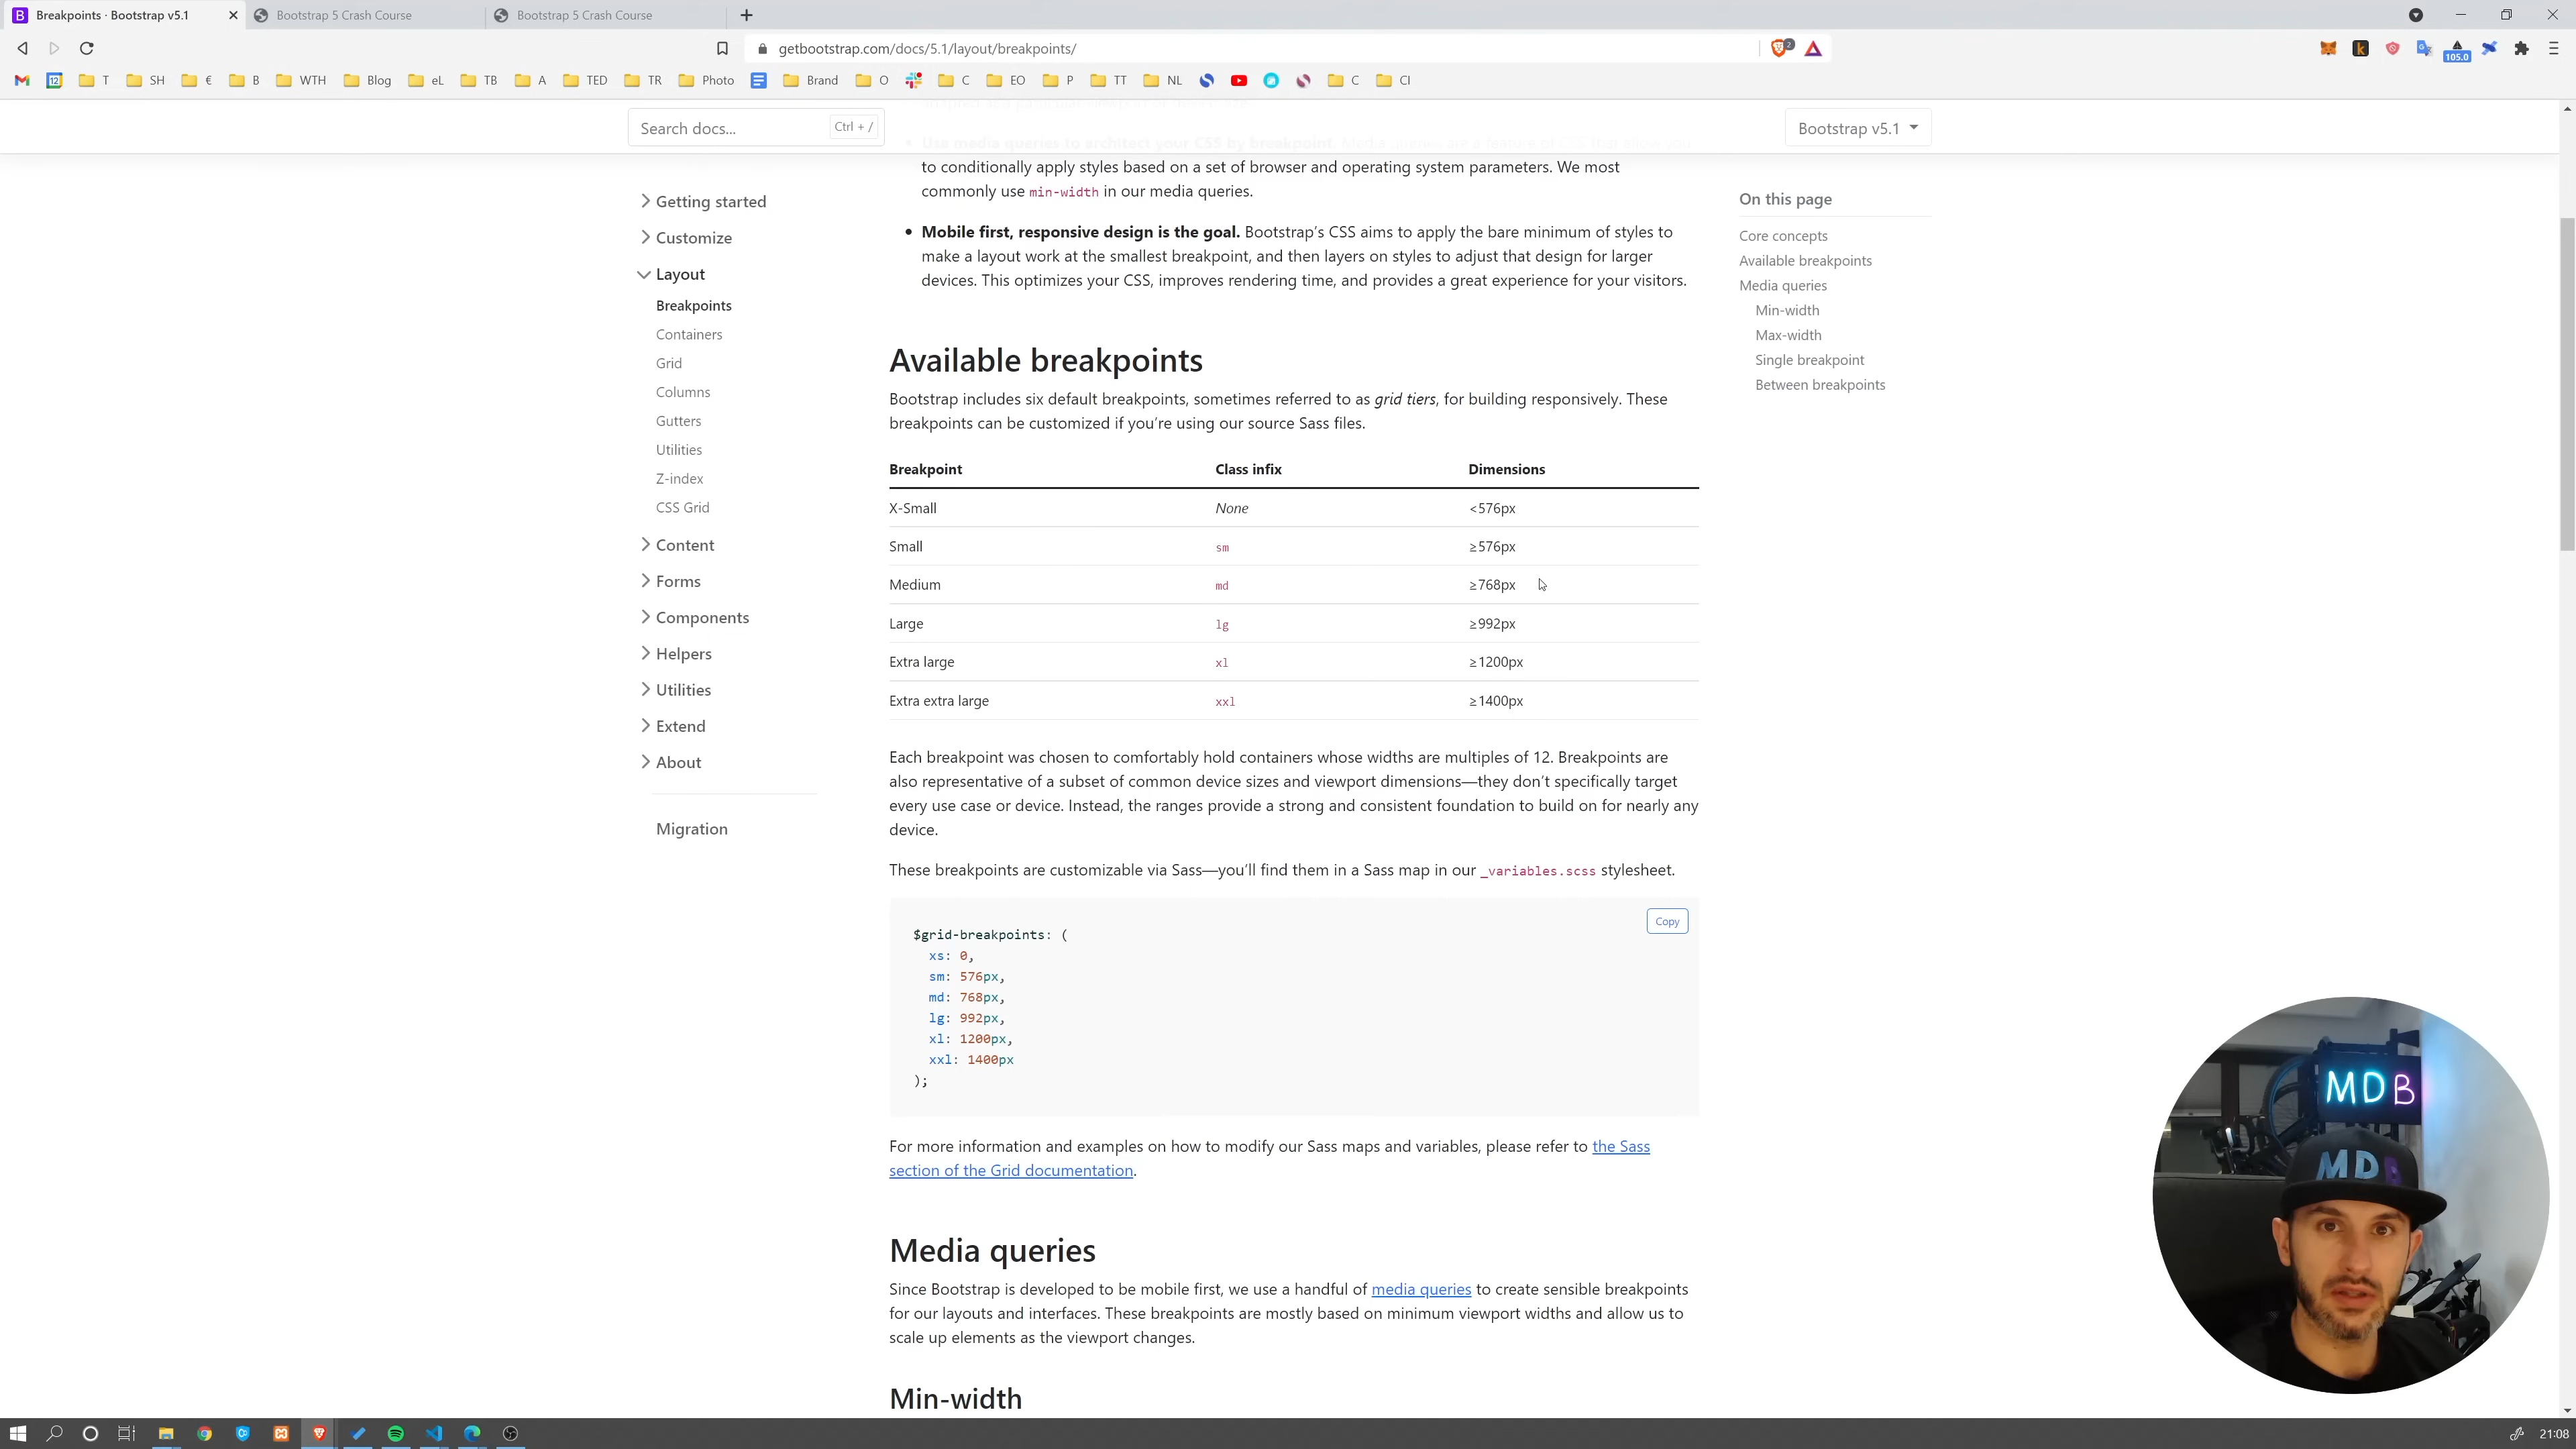 Breakpoints · Bootstrap v5.1
Bootstrap 5 Crash Course
Bootstrap 5 Crash Course
getbootstrap.com/docs/5.1/layout/breakpoints/
2
105.0
12
T
SH
€
B
WTH
Blog
eL
TB
A
TED
TR
Photo
Brand
O
C
EO
P
TT
NL
C
CI
Search docs...
Ctrl + /
Bootstrap v5.1
Getting started
Customize
Layout
Breakpoints
Containers
Grid
Columns
Gutters
Utilities
Z-index
CSS Grid
Content
Forms
Components
Helpers
Utilities
Extend
About
Migration
Use media queries to architect your CSS by breakpoint.
to conditionally apply styles based on a set of browser and operating system parameters. We most
commonly use min-width in our media queries.
Mobile first, responsive design is the goal. Bootstrap's CSS aims to apply the bare minimum of styles to
make a layout work at the smallest breakpoint, and then layers on styles to adjust that design for larger
devices. This optimizes your CSS, improves rendering time, and provides a great experience for your visitors.
Available breakpoints
Bootstrap includes six default breakpoints, sometimes referred to as grid tiers, for building responsively. These
breakpoints can be customized if you're using our source Sass files.
Breakpoint Class infix Dimensions
X-Small None <576px
Small sm ≥576px
Medium md ≥768px
Large lg ≥992px
Extra large xl ≥1200px
Extra extra large xxl ≥1400px
Each breakpoint was chosen to comfortably hold containers whose widths are multiples of 12. Breakpoints are
also representative of a subset of common device sizes and viewport dimensions—they don't specifically target
every use case or device. Instead, the ranges provide a strong and consistent foundation to build on for nearly any
device.
These breakpoints are customizable via Sass—you'll find them in a Sass map in our _variables.scss stylesheet.
Copy
$grid-breakpoints: (
xs: 0,
sm: 576px,
md: 768px,
lg: 992px,
xl: 1200px,
xxl: 1400px
);
For more information and examples on how to modify our Sass maps and variables, please refer to the Sass
section of the Grid documentation.
Media queries
Since Bootstrap is developed to be mobile first, we use a handful of media queries to create sensible breakpoints
for our layouts and interfaces. These breakpoints are mostly based on minimum viewport widths and allow us to
scale up elements as the viewport changes.
Min-width
On this page
Core concepts
Available breakpoints
Media queries
Min-width
Max-width
Single breakpoint
Between breakpoints
MDB
MDB
21:08